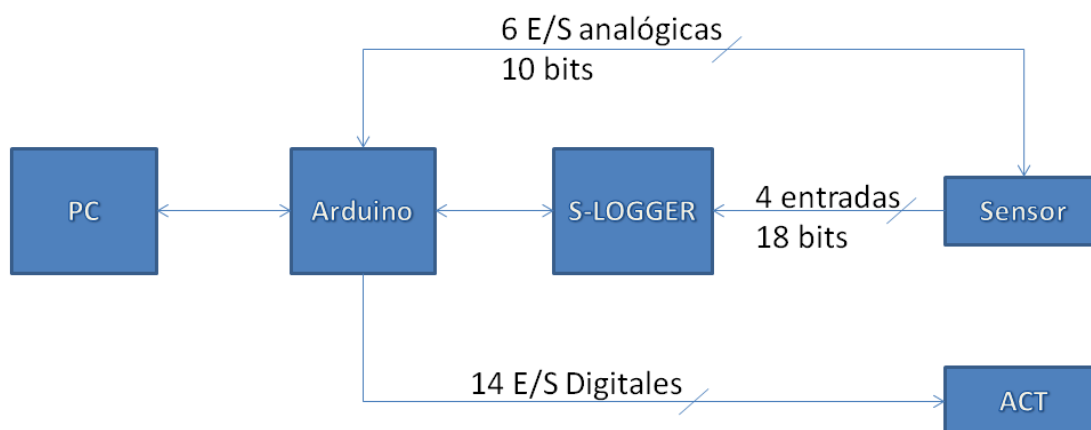 6 E/S analógicas
10 bits
PC
Arduino
S-LOGGER
4 entradas
18 bits
Sensor
14 E/S Digitales
ACT